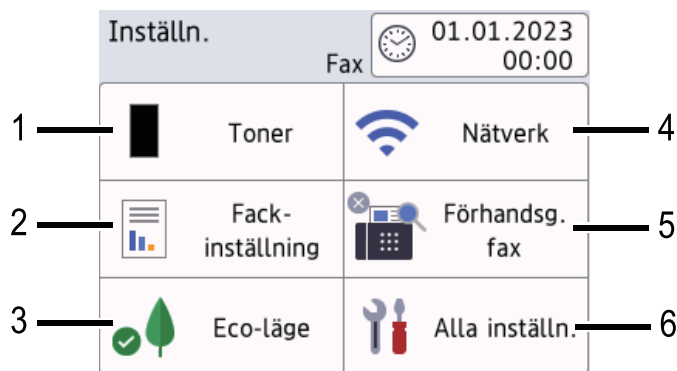 Inställn.
Fax
01.01.2023
00:00
1
Toner
Nätverk
4
2
Fack-
inställning
Förhandsg.
fax
5
3
Eco-läge
Alla inställn.
6